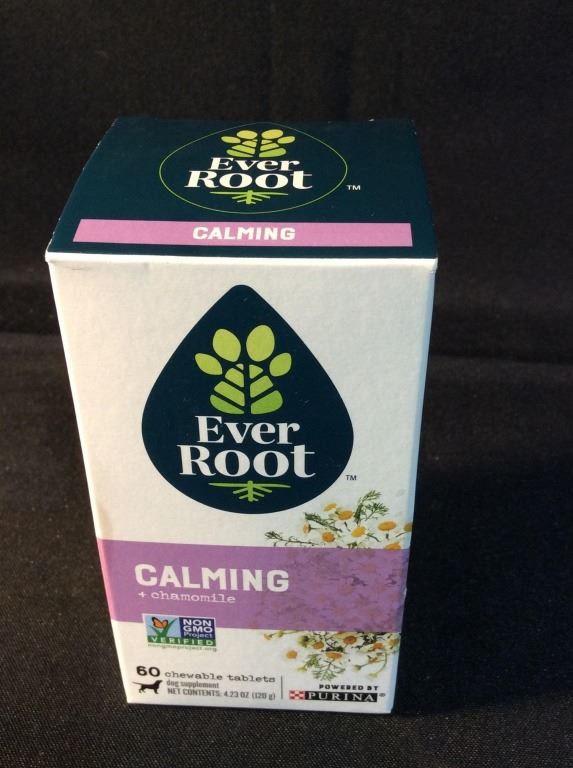 Ever
Root
TM
CALMING
Ever
Root
TM
CALMING
+ chamomile
NON
GMO
Project
VERIFIED
nongmoproject.org
60 chewable tablets
dog supplement
NET CONTENTS: 4.23 OZ (120 g)
POWERED BY
PURINA®